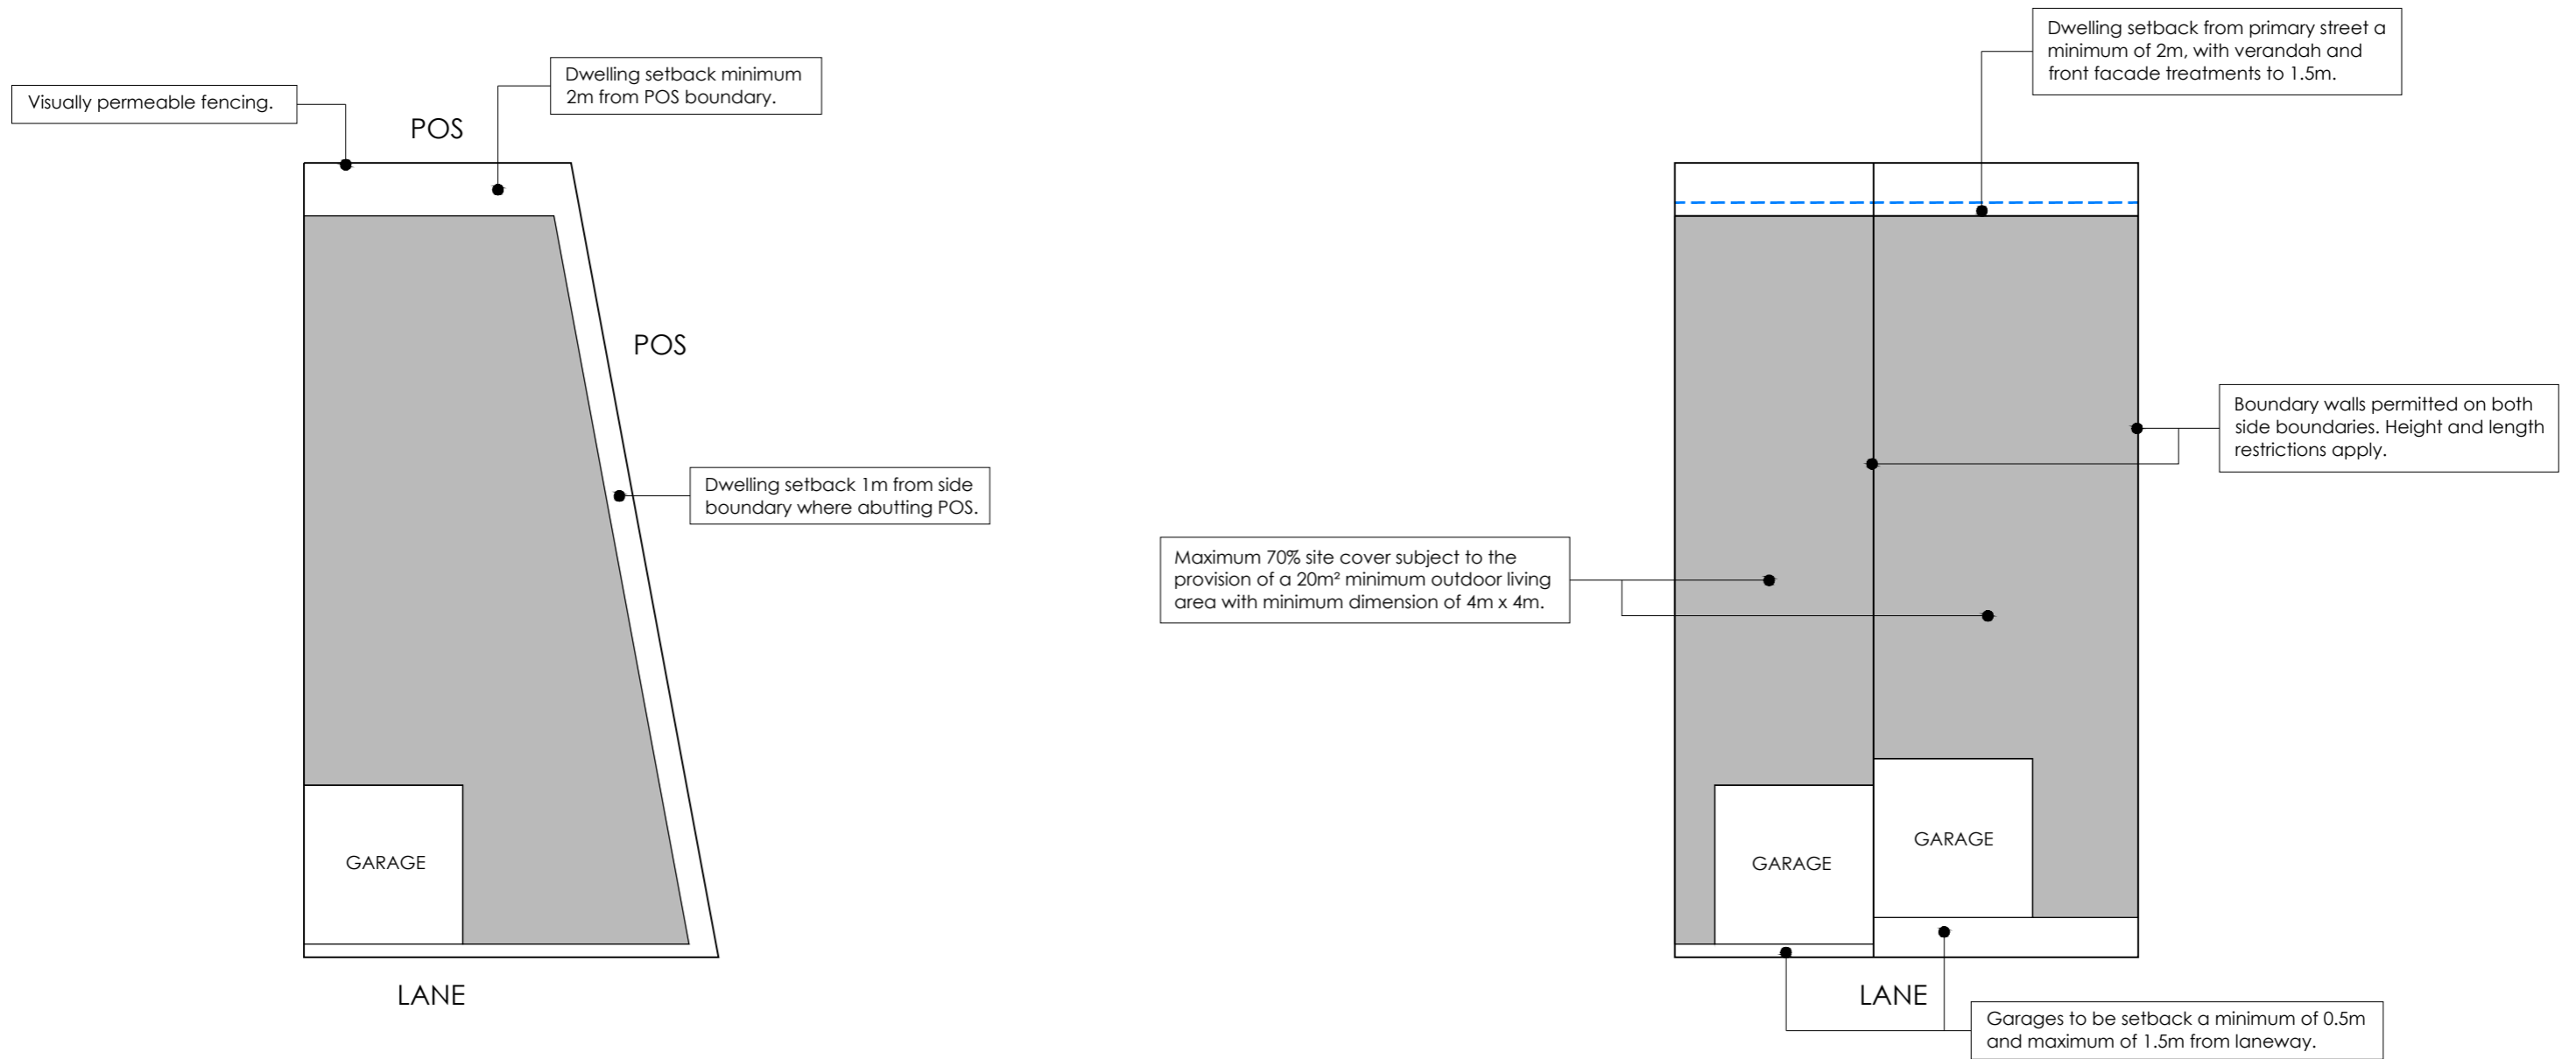 Visually permeable fencing.
Dwelling setback minimum
2m from POS boundary.
POS
POS
Dwelling setback 1m from side
boundary where abutting POS.
GARAGE
LANE
Dwelling setback from primary street a
minimum of 2m, with verandah and
front facade treatments to 1.5m.
Boundary walls permitted on both
side boundaries. Height and length
restrictions apply.
Maximum 70% site cover subject to the
provision of a 20m² minimum outdoor living
area with minimum dimension of 4m x 4m.
GARAGE
GARAGE
LANE
Garages to be setback a minimum of 0.5m
and maximum of 1.5m from laneway.